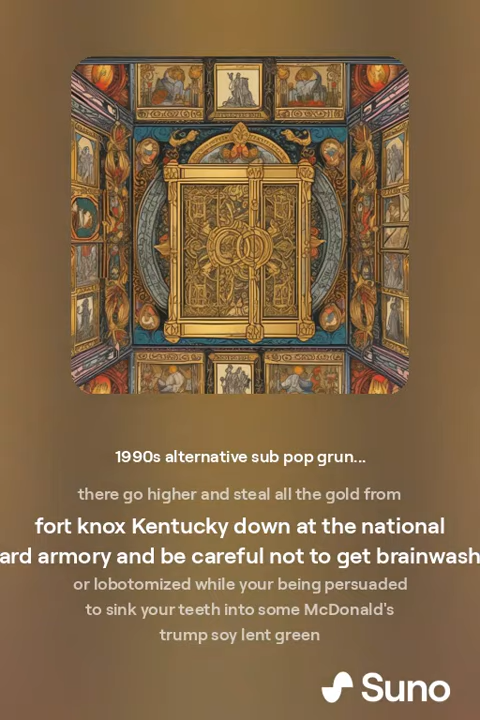 1990s alternative sub pop grun...
there go higher and steal all the gold from
fort knox Kentucky down at the national
ard armory and be careful not to get brainwash
or lobotomized while your being persuaded
to sink your teeth into some McDonald's
trump soy lent green
Suno